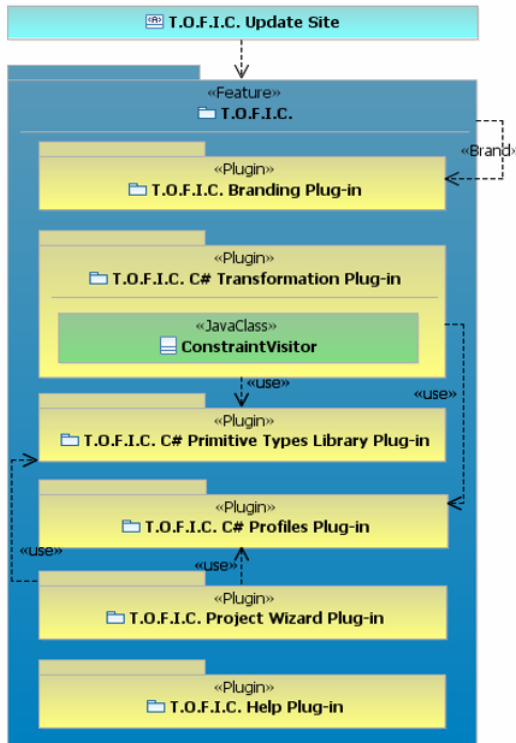 T.O.F.I.C. Update Site
«Feature»
T.O.F.I.C.
«Brand»
«Plugin»
T.O.F.I.C. Branding Plug-in
«Plugin»
T.O.F.I.C. C# Transformation Plug-in
«JavaClass»
ConstraintVisitor
«use»
«use»
«Plugin»
T.O.F.I.C. C# Primitive Types Library Plug-in
«Plugin»
T.O.F.I.C. C# Profiles Plug-in
«use»
«use»
«Plugin»
T.O.F.I.C. Project Wizard Plug-in
«Plugin»
T.O.F.I.C. Help Plug-in